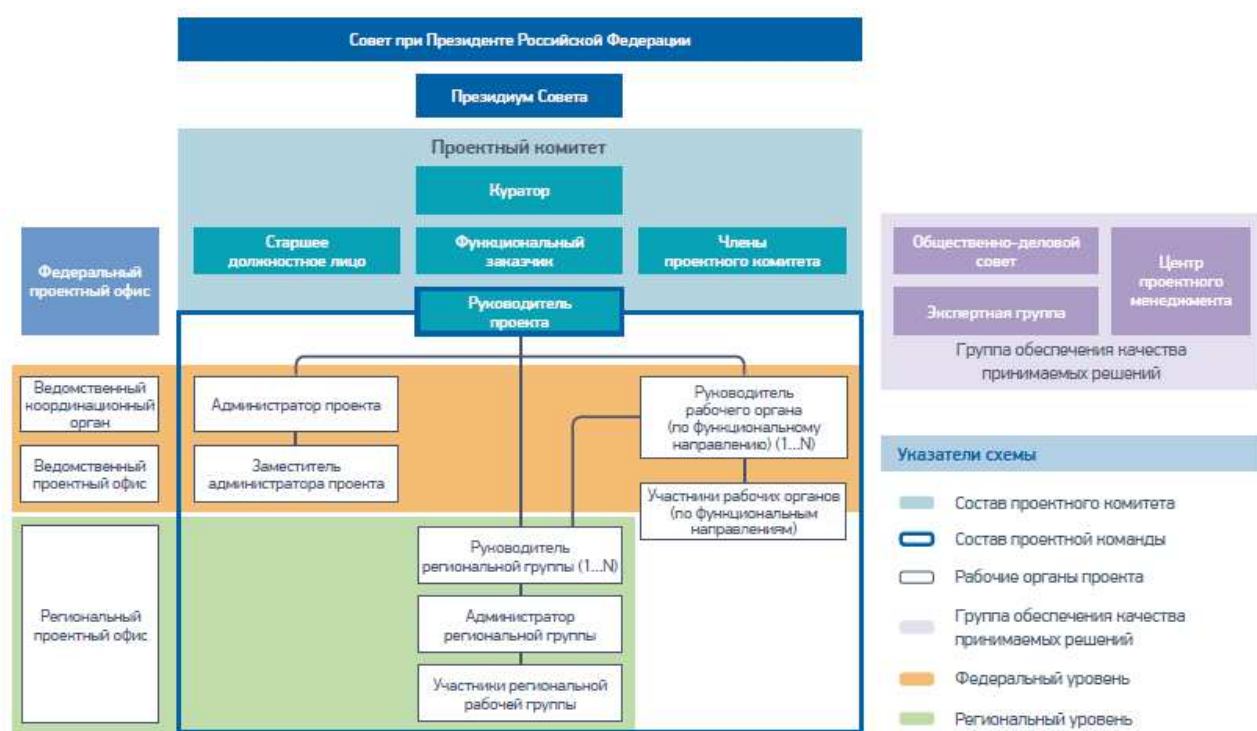 Совет при Президенте Российской Федерации
Президиум Совета
Проектный комитет
Куратор
Старшее
должностное лицо
Функциональный
заказчик
Члены
проектного комитета
Руководитель
проекта
Федеральный
проектный офис
Общественно-деловой
совет
Экспертная группа
Центр
проектного
менеджмента
Группа обеспечения качества
принимаемых решений
Ведомственный
координационный
орган
Администратор проекта
Руководитель
рабочего органа
(по функциональному
направлению) (1...N)
Ведомственный
проектный офис
Заместитель
администратора проекта
Участники рабочих органов
(по функциональным
направлениям)
Региональный
проектный офис
Руководитель
региональной группы (1...N)
Администратор
региональной группы
Участники региональной
рабочей группы
Указатели схемы
Состав проектного комитета
Состав проектной команды
Рабочие органы проекта
Группа обеспечения качества
принимаемых решений
Федеральный уровень
Региональный уровень